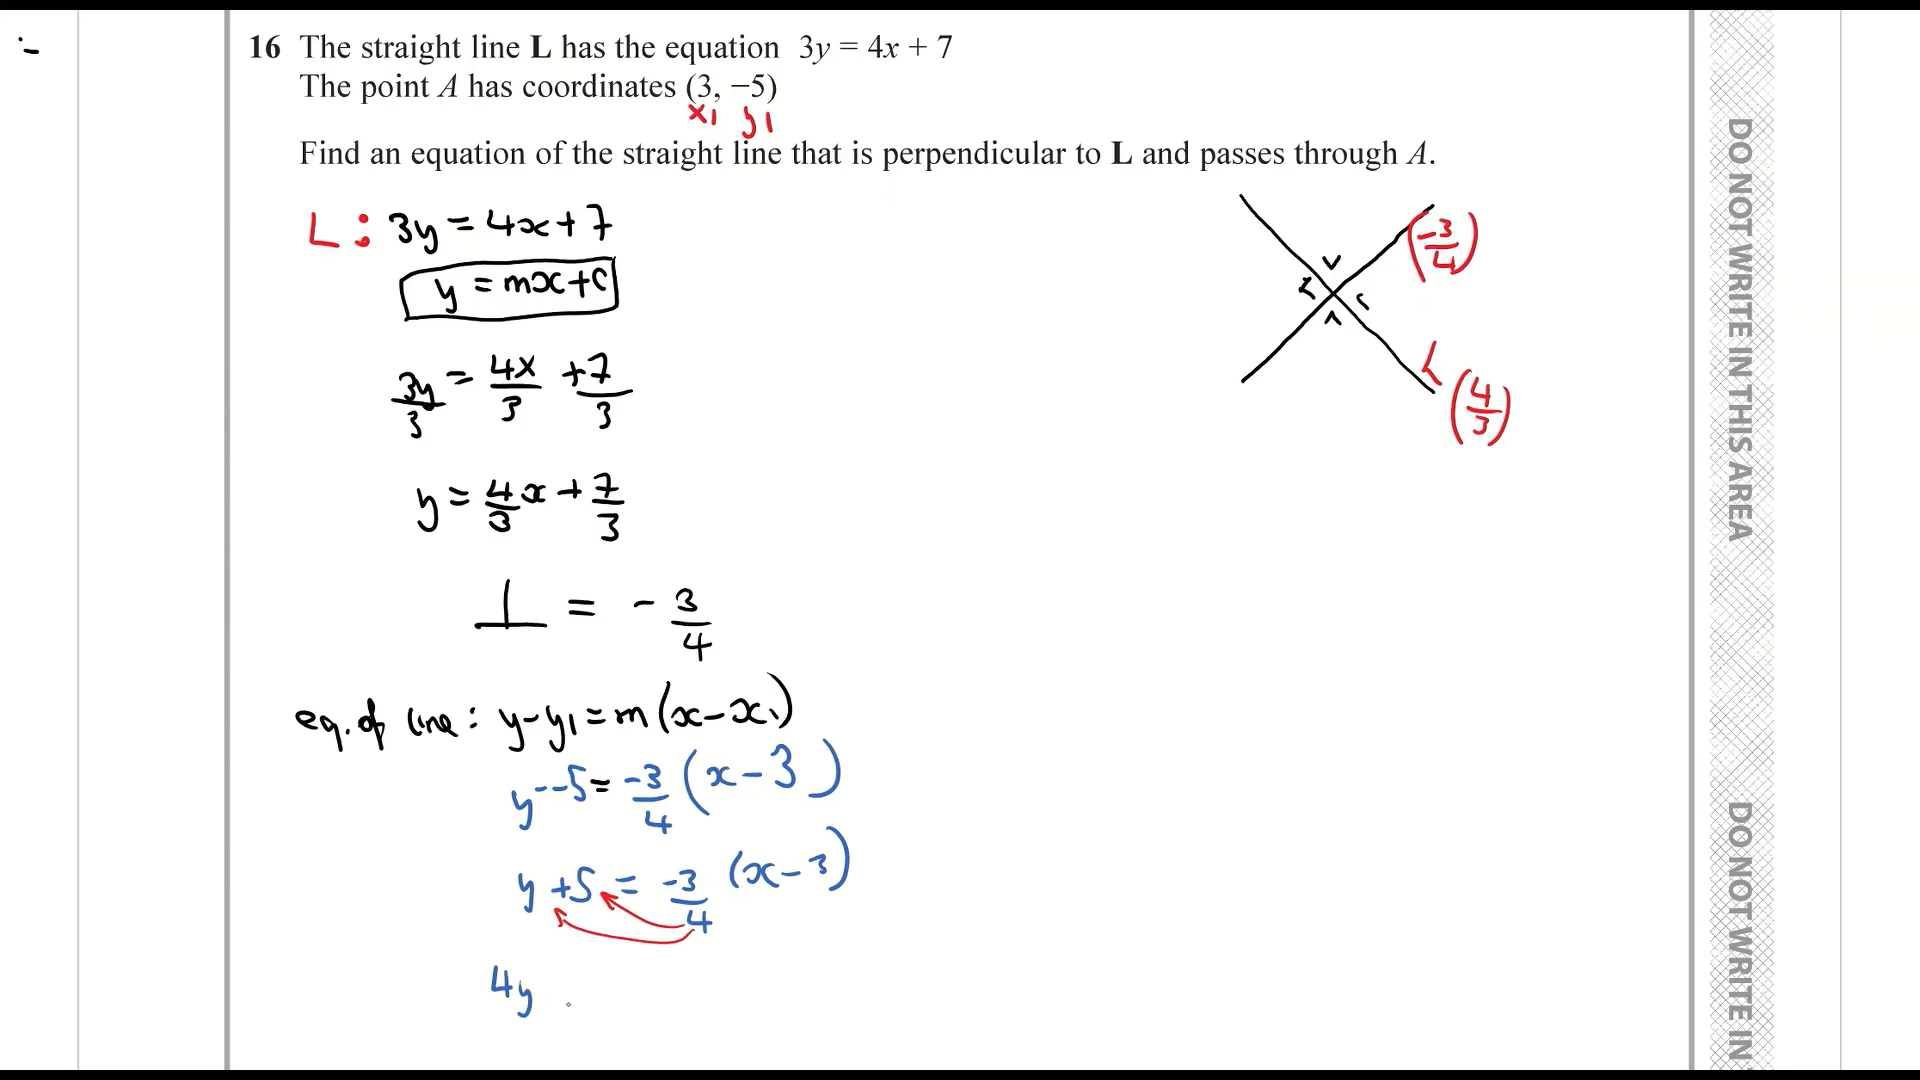 16 The straight line L has the equation 3y = 4x + 7
The point A has coordinates (3, −5)
x1 y1
Find an equation of the straight line that is perpendicular to L and passes through A.
L: 3y = 4x + 7
y = mx + c
3y/3 = 4x/3 + 7/3
y = 4/3 x + 7/3
⊥ = - 3/4
eq. of line: y - y1 = m(x - x1)
y - -5 = -3/4 (x - 3)
y + 5 = -3/4 (x - 3)
4y
(-3/4)
L
(4/3)
DO NOT WRITE IN THIS AREA
DO NOT WRITE IN